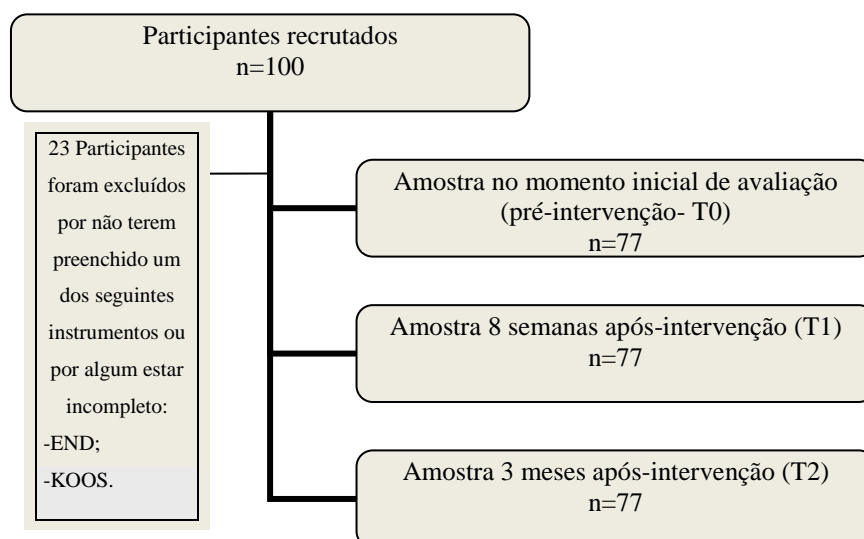 Participantes recrutados
n=100
23 Participantes
foram excluídos
por não terem
preenchido um
dos seguintes
instrumentos ou
por algum estar
incompleto:
-END;
-KOOS.
Amostra no momento inicial de avaliação
(pré-intervenção- T0)
n=77
Amostra 8 semanas após-intervenção (T1)
n=77
Amostra 3 meses após-intervenção (T2)
n=77